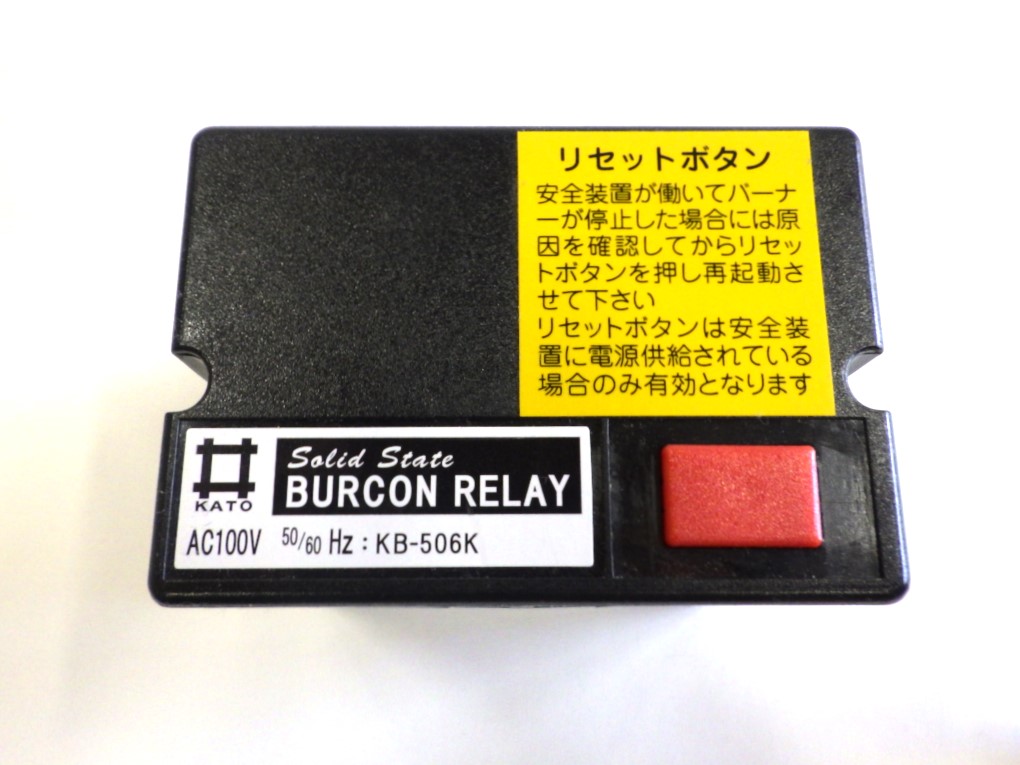 リセットボタン
安全装置が働いてバーナ
ーが停止した場合には原
因を確認してからリセッ
トボタンを押し再起動さ
せて下さい
リセットボタンは安全装
置に電源供給されている
場合のみ有効となります
KATO
Solid State
BURCON RELAY
AC100V 50/60 Hz : KB-506K